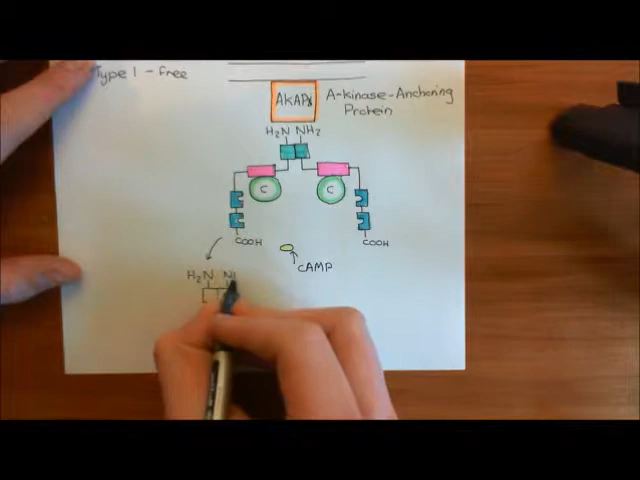 Type 1 - Free
AKAPs
A-kinase-Anchoring
Protein
H₂N NH₂
C
C
COOH
COOH
CAMP
H₂N N